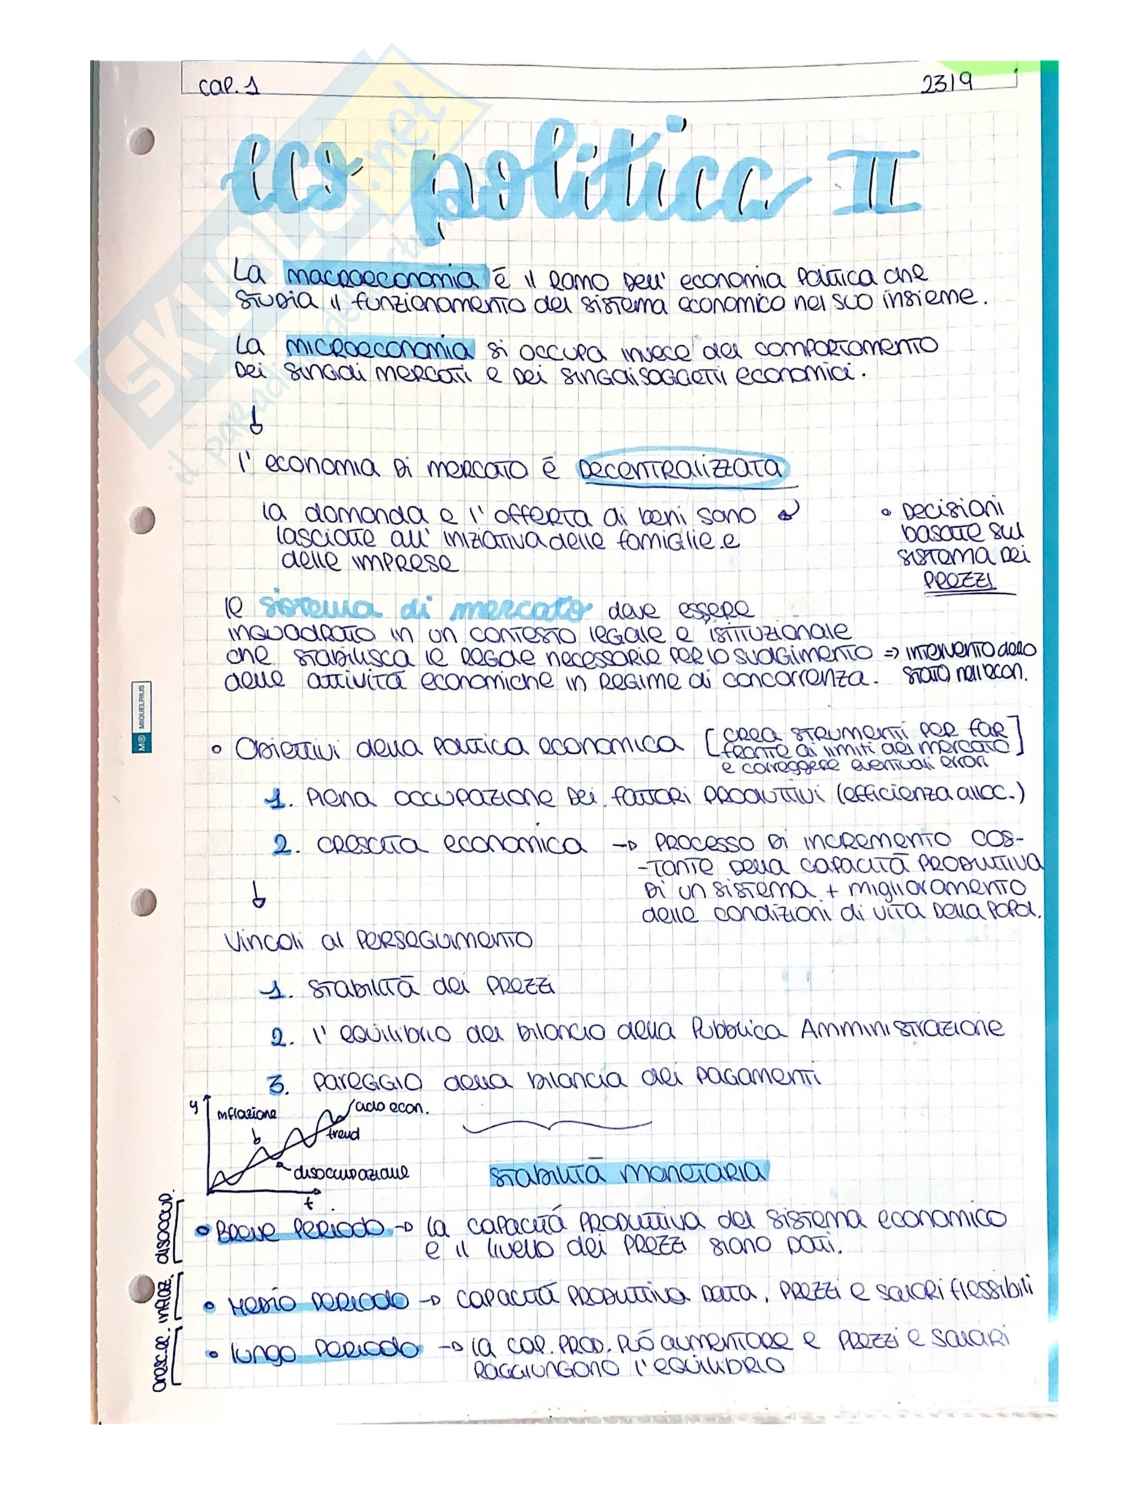 cap. 1
23/9
eco politica II
La macroeconomia è il ramo dell' economia politica che
studia il funzionamento del sistema economico nel suo insieme.
La microeconomia si occupa invece del comportamento
dei singoli mercati e dei singoli soggetti economici.
l' economia di mercato è decentralizzata
la domanda e l' offerta di beni sono
lasciate all' iniziativa delle famiglie e
delle imprese
• decisioni
basate sul
sistema dei
prezzi
le sistema di mercato deve essere
inquadrato in un contesto legale e istituzionale
che stabilisca le regole necessarie per lo svolgimento => intervento dello
delle attività economiche in regime di concorrenza. stato nell'econ.
• Obiettivi della politica economica [crea strumenti per far
fronte ai limiti del mercato
e correggere eventuali errori]
1. Piena occupazione dei fattori produttivi (efficienza alloc.)
2. crescita economica → processo di incremento cos-
-tante della capacità produttiva
di un sistema + miglioramento
delle condizioni di vita della popol.
Vincoli al perseguimento
1. stabilità dei prezzi
2. l' equilibrio del bilancio della Pubblica Amministrazione
3. pareggio della bilancia dei pagamenti
y
inflazione
ciclo econ.
trend
disoccupazione
t
stabilità monetaria
disoccup.
• Breve periodo → la capacità produttiva del sistema economico
e il livello dei prezzi siano dati.
inflaz.
• Medio periodo → capacità produttiva data, prezzi e salari flessibili
cresc. ec.
• lungo periodo → la cap. prod. può aumentare e prezzi e salari
raggiungono l'equilibrio
MIQUELRIUS
SKUOLA.net